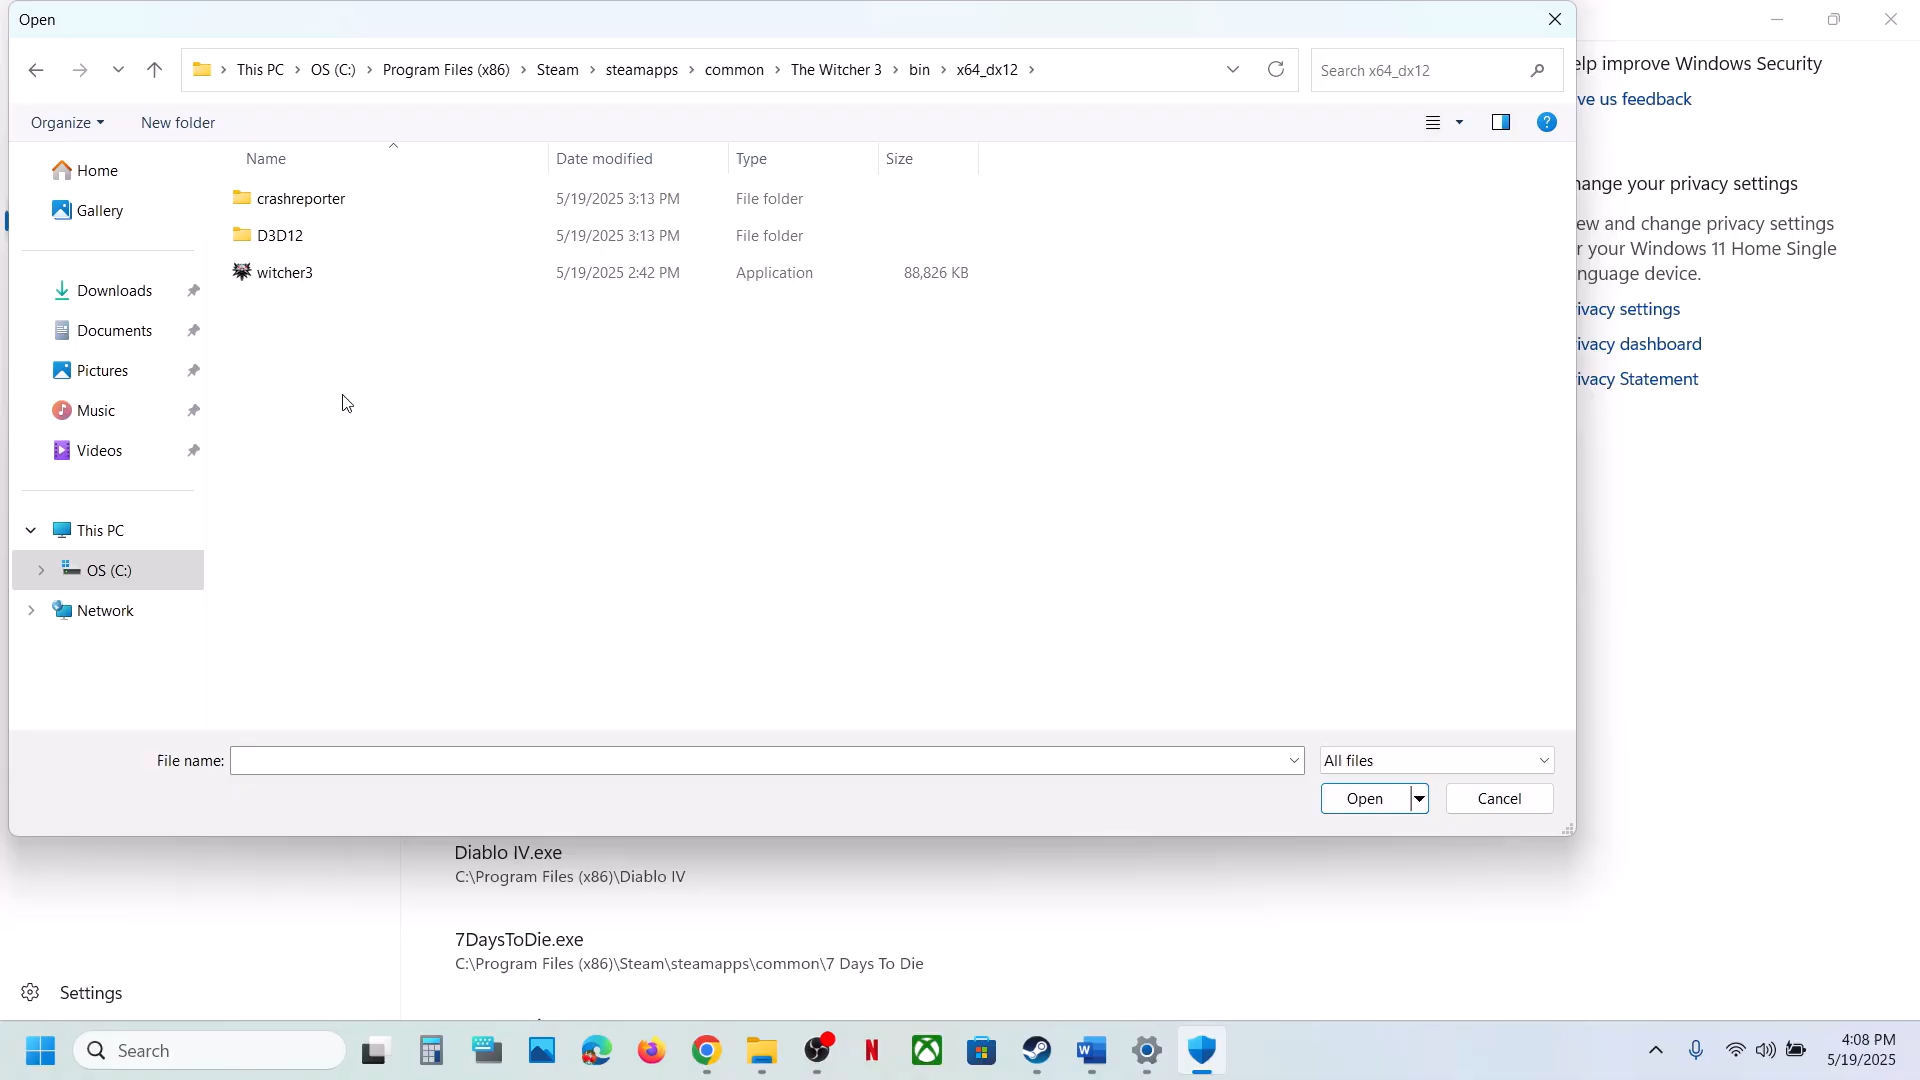 Open
This PC > OS (C:) > Program Files (x86) > Steam > steamapps > common > The Witcher 3 > bin > x64_dx12 >
Search x64_dx12
Organize
New folder
Name
Date modified
Type
Size
crashreporter
5/19/2025 3:13 PM
File folder
D3D12
5/19/2025 3:13 PM
File folder
witcher3
5/19/2025 2:42 PM
Application
88,826 KB
Home
Gallery
Downloads
Documents
Pictures
Music
Videos
This PC
OS (C:)
Network
File name:
All files
Open
Cancel
elp improve Windows Security
ve us feedback
hange your privacy settings
ew and change privacy settings
r your Windows 11 Home Single
nguage device.
ivacy settings
ivacy dashboard
ivacy Statement
Diablo IV.exe
C:\Program Files (x86)\Diablo IV
7DaysToDie.exe
C:\Program Files (x86)\Steam\steamapps\common\7 Days To Die
Settings
Search
4:08 PM
5/19/2025